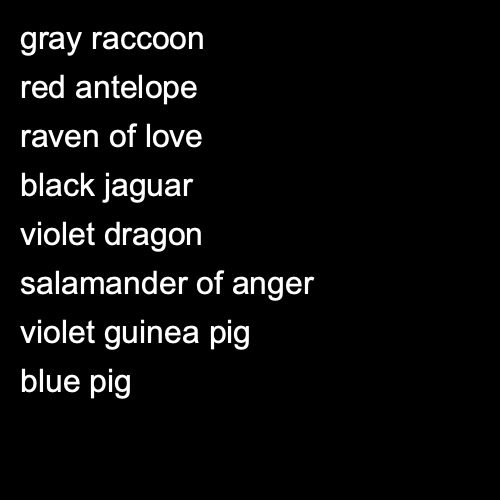 gray raccoon
red antelope
raven of love
black jaguar
violet dragon
salamander of anger
violet guinea pig
blue pig